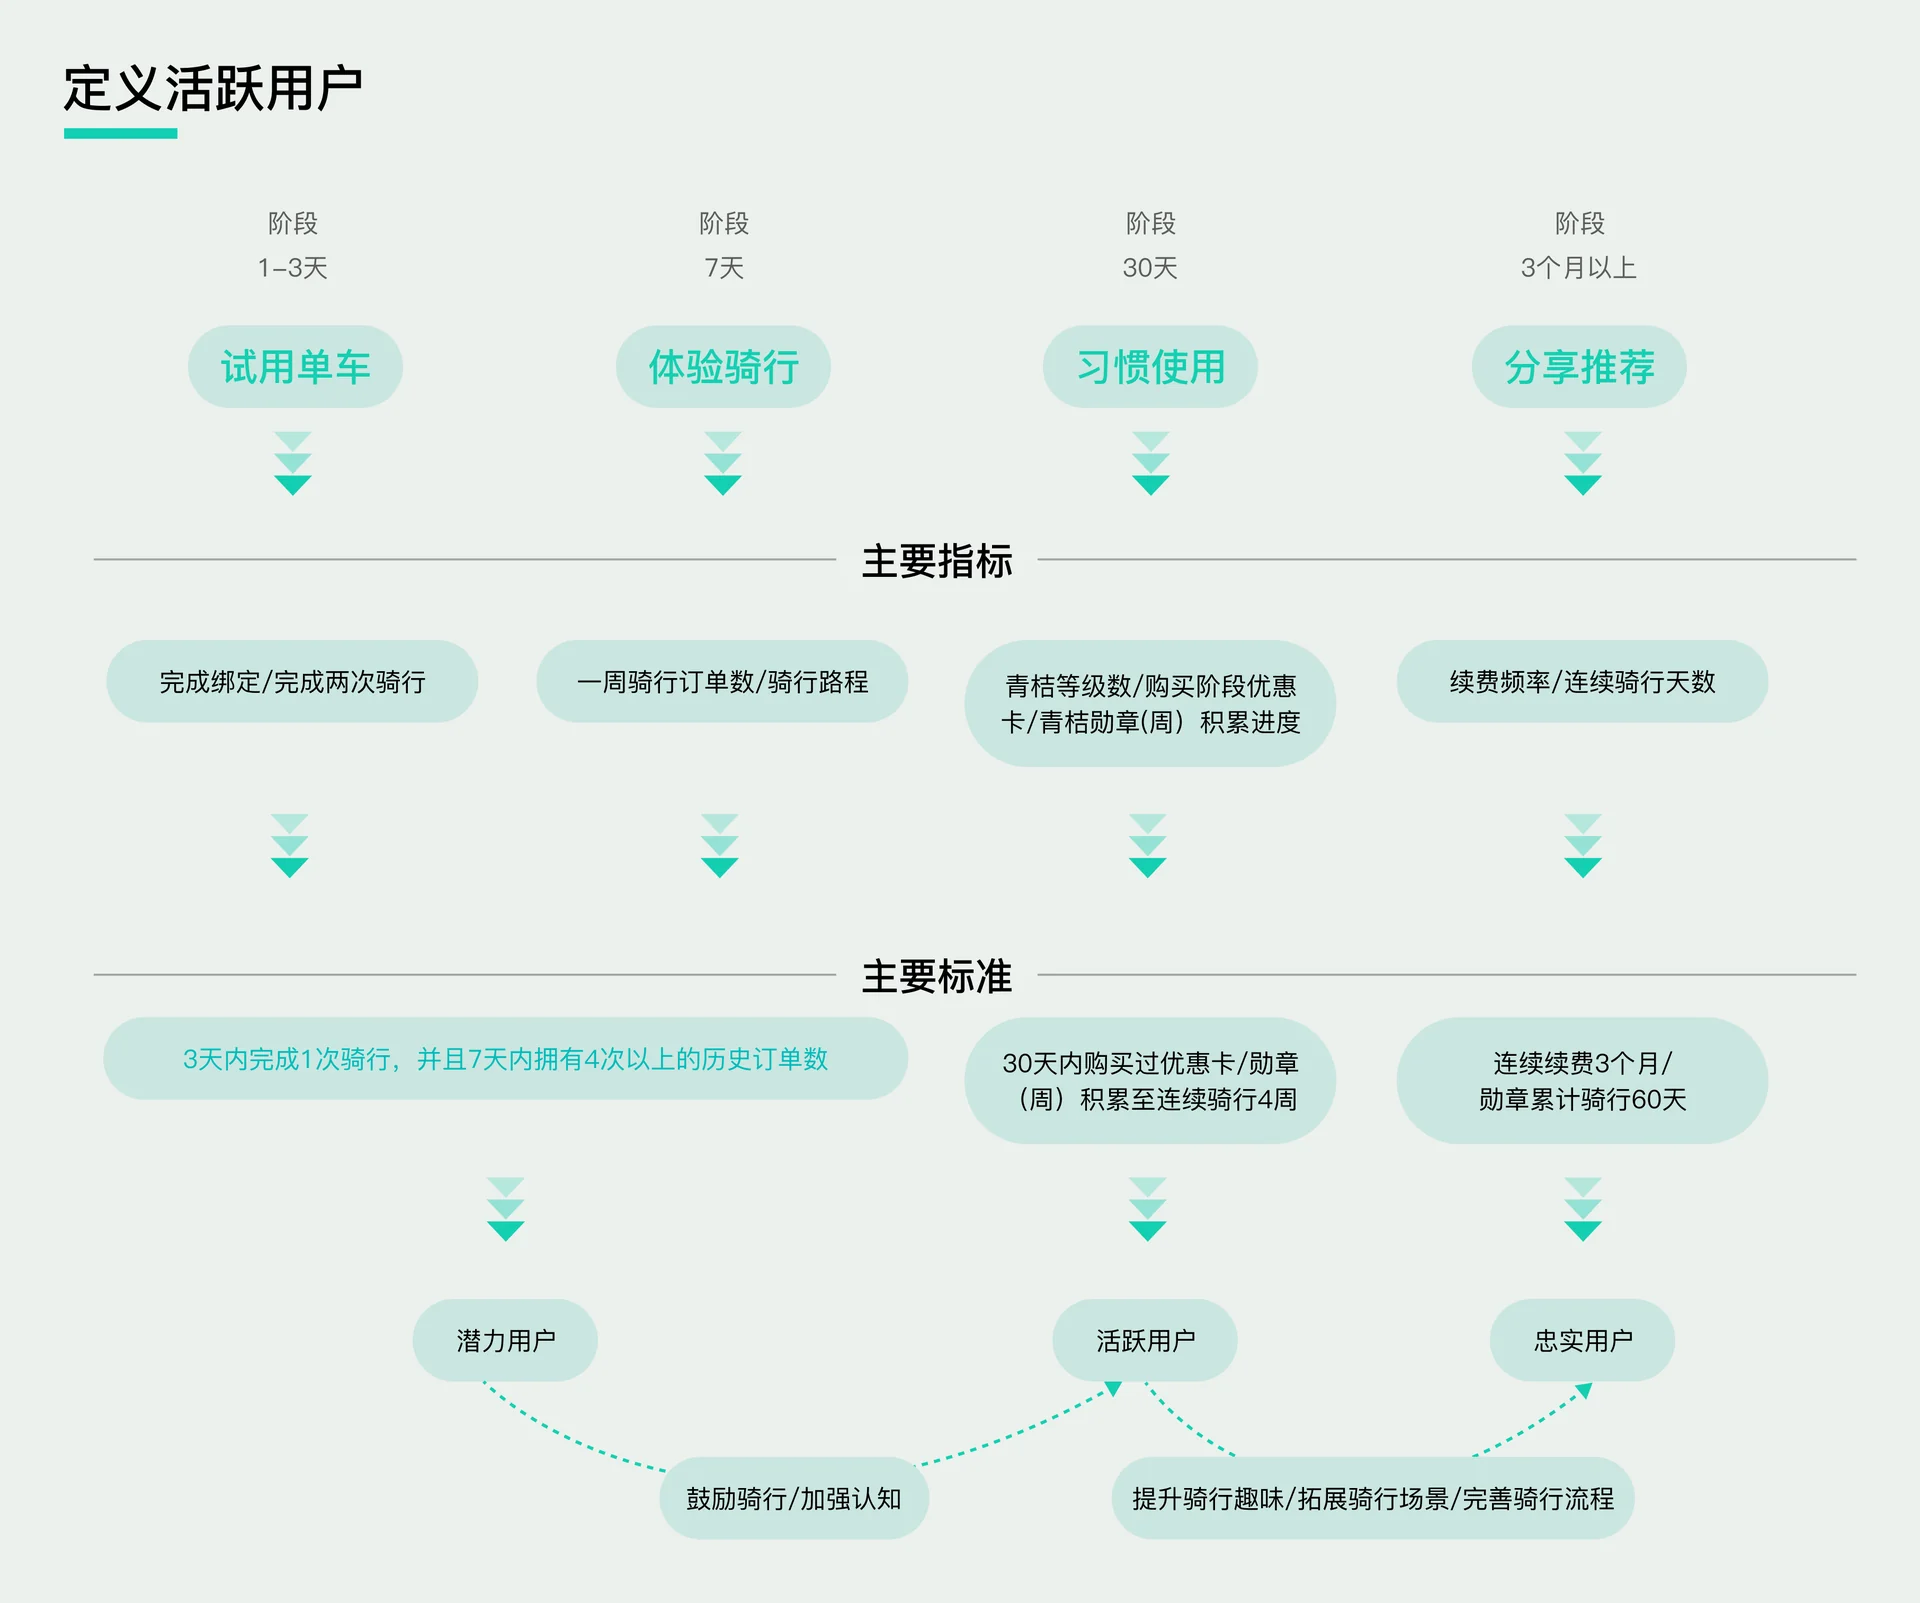 定义活跃用户
阶段
1-3天
阶段
7天
阶段
30天
阶段
3个月以上
试用单车
体验骑行
习惯使用
分享推荐
主要指标
完成绑定/完成两次骑行
一周骑行订单数/骑行路程
青桔等级数/购买阶段优惠
卡/青桔勋章(周）积累进度
续费频率/连续骑行天数
主要标准
3天内完成1次骑行，并且7天内拥有4次以上的历史订单数
30天内购买过优惠卡/勋章
（周）积累至连续骑行4周
连续续费3个月/
勋章累计骑行60天
潜力用户
活跃用户
忠实用户
鼓励骑行/加强认知
提升骑行趣味/拓展骑行场景/完善骑行流程